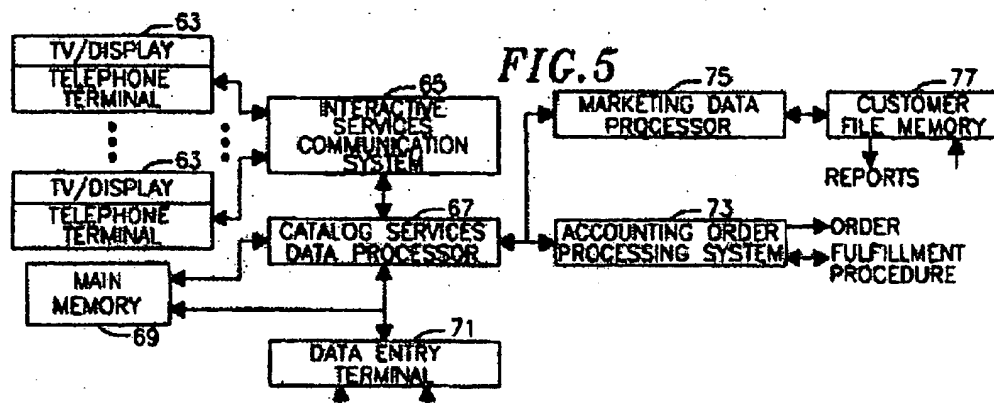 FIG.5
63
TV/DISPLAY
TELEPHONE
TERMINAL
63
TV/DISPLAY
TELEPHONE
TERMINAL
65
INTERACTIVE
SERVICES
COMMUNICATION
SYSTEM
67
CATALOG SERVICES
DATA PROCESSOR
MAIN
MEMORY
69
71
DATA ENTRY
TERMINAL
75
MARKETING DATA
PROCESSOR
77
CUSTOMER
FILE MEMORY
REPORTS
73
ACCOUNTING ORDER
PROCESSING SYSTEM
ORDER
FULFILLMENT
PROCEDURE